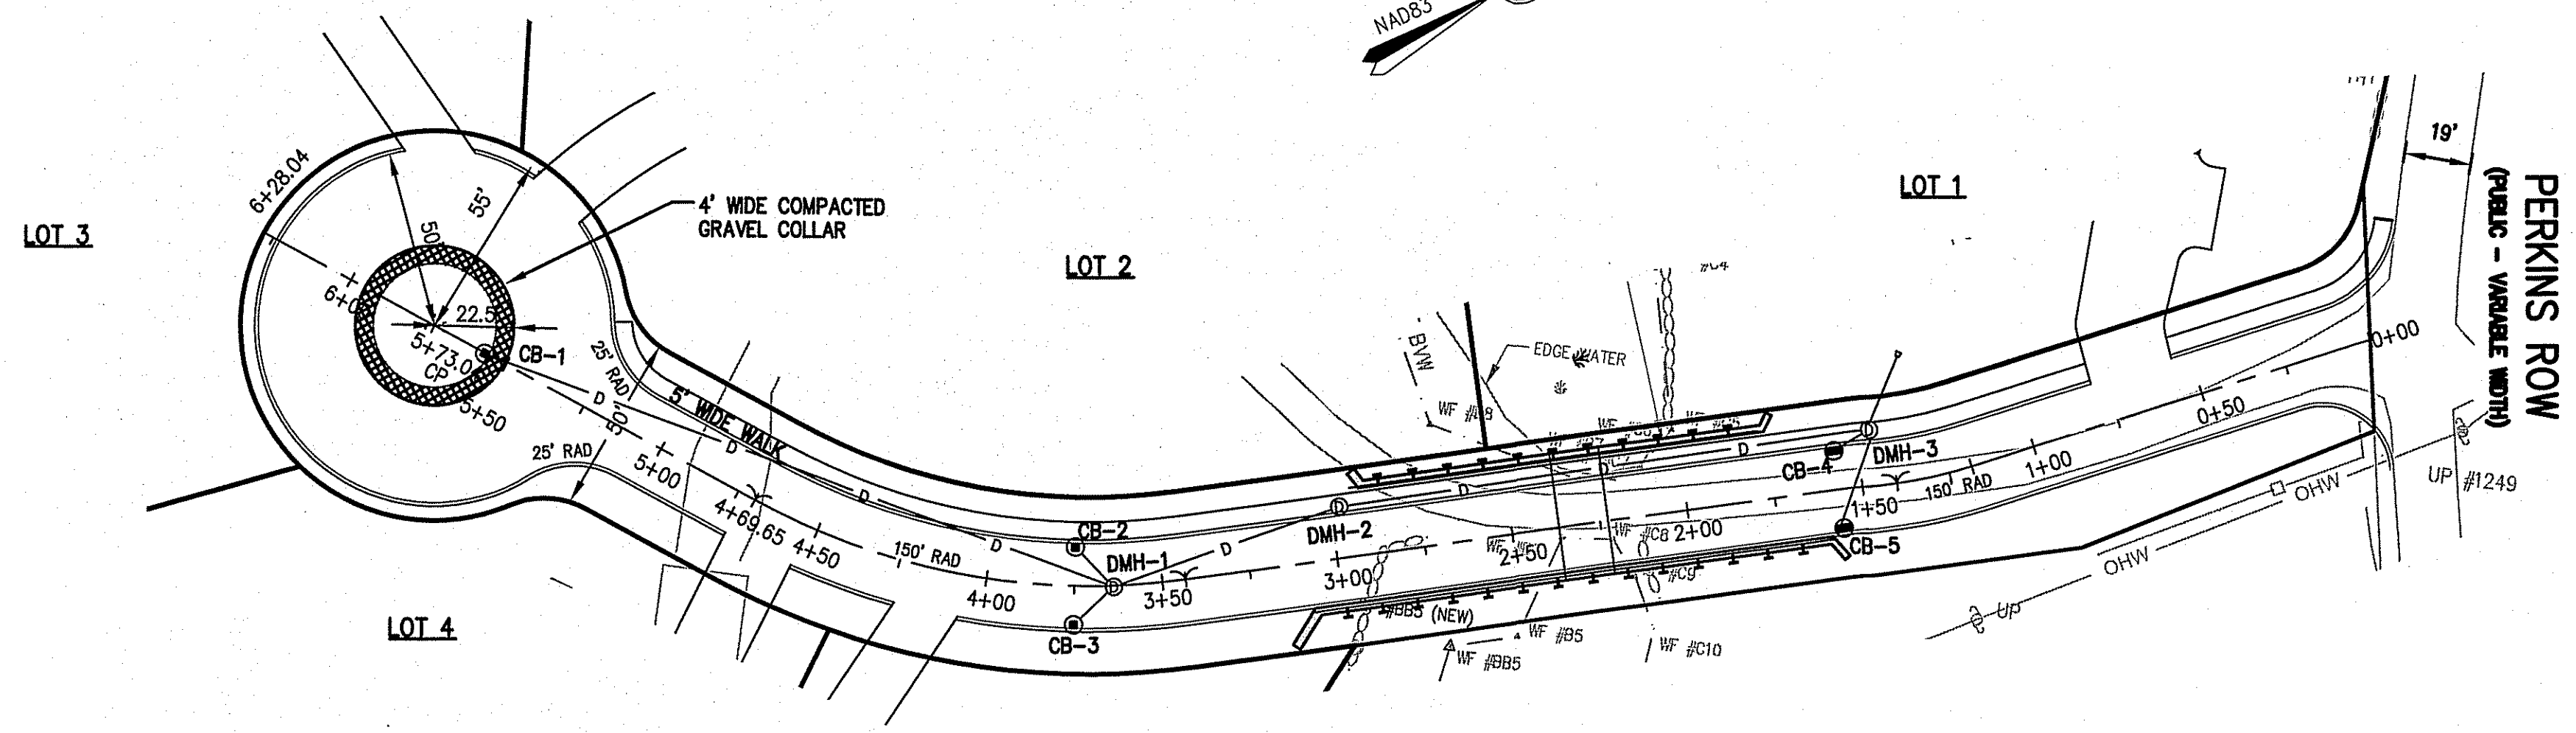 NAD83
19'
PERKINS ROW
(PUBLIC - VARIABLE WIDTH)
LOT 1
LOT 2
LOT 3
LOT 4
6+28.04
50'
55'
4' WIDE COMPACTED
GRAVEL COLLAR
22.5'
5+73.0
CP
CB-1
5+50
25' RAD
50.0'
5' WIDE WALK
25' RAD
D
D
D
D
D
D
D
D
5+00
4+69.65
4+50
150' RAD
4+00
CB-2
DMH-1
3+50
CB-3
DMH-2
3+00
2+50
2+00
CB-4
DMH-3
1+50
CB-5
150' RAD
1+00
0+50
0+00
BVW
EDGE WATER
#C4
WF #C8
#C9
#BB5 (NEW)
WF #B5
WF #BB5
WF #C10
OHW
OHW
UP
UP #1249